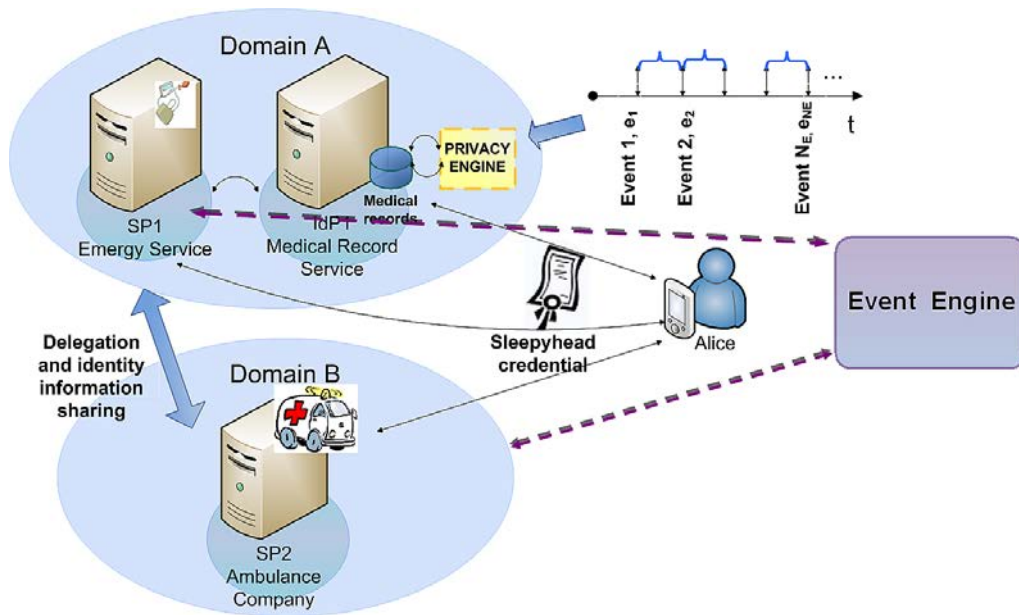 Domain A
SP1
Emergy Service
IdP1
Medical Record
Service
Medical
records
PRIVACY
ENGINE
Event 1, e1
Event 2, e2
Event NE, eNE
...
t
Event Engine
Alice
Sleepyhead
credential
Delegation
and identity
information
sharing
Domain B
SP2
Ambulance
Company